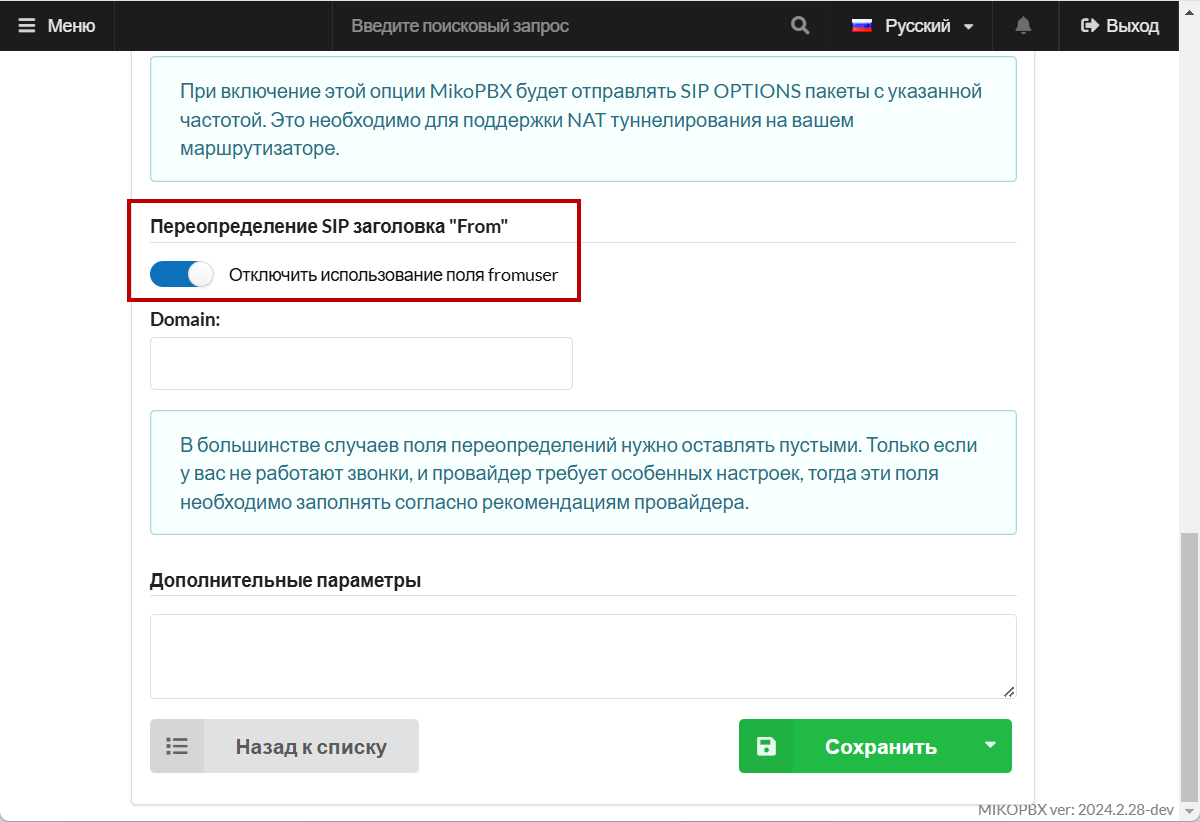 Меню
Введите поисковый запрос
Русский
Выход
При включение этой опции MikoPBX будет отправлять SIP OPTIONS пакеты с указанной
частотой. Это необходимо для поддержки NAT туннелирования на вашем
маршрутизаторе.
Переопределение SIP заголовка "From"
Отключить использование поля fromuser
Domain:
В большинстве случаев поля переопределений нужно оставлять пустыми. Только если
у вас не работают звонки, и провайдер требует особенных настроек, тогда эти поля
необходимо заполнять согласно рекомендациям провайдера.
Дополнительные параметры
Назад к списку
Сохранить
MIKOPBX ver: 2024.2.28-dev